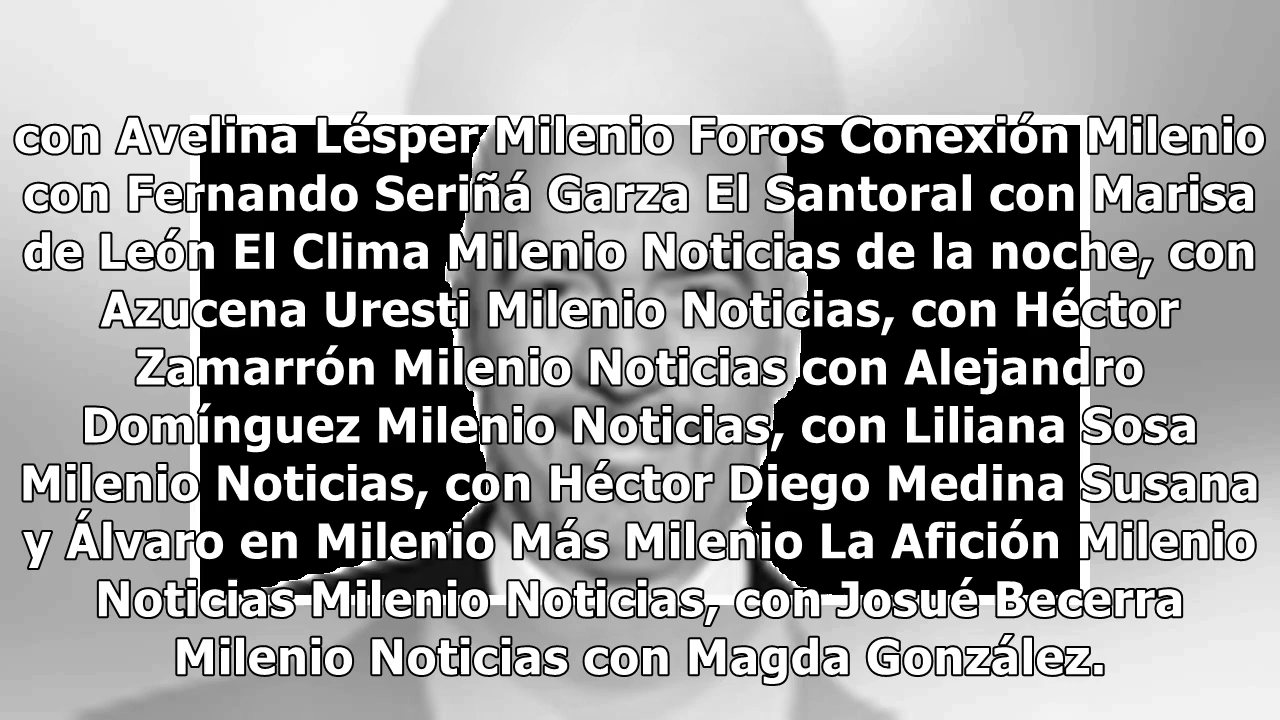 con Avelina Lésper Milenio Foros Conexión Milenio
con Fernando Seriñá Garza El Santoral con Marisa
de León El Clima Milenio Noticias de la noche, con
Azucena Uresti Milenio Noticias, con Héctor
Zamarrón Milenio Noticias con Alejandro
Domínguez Milenio Noticias, con Liliana Sosa
Milenio Noticias, con Héctor Diego Medina Susana
y Álvaro en Milenio Más Milenio La Afición Milenio
Noticias Milenio Noticias, con Josué Becerra
Milenio Noticias con Magda González.